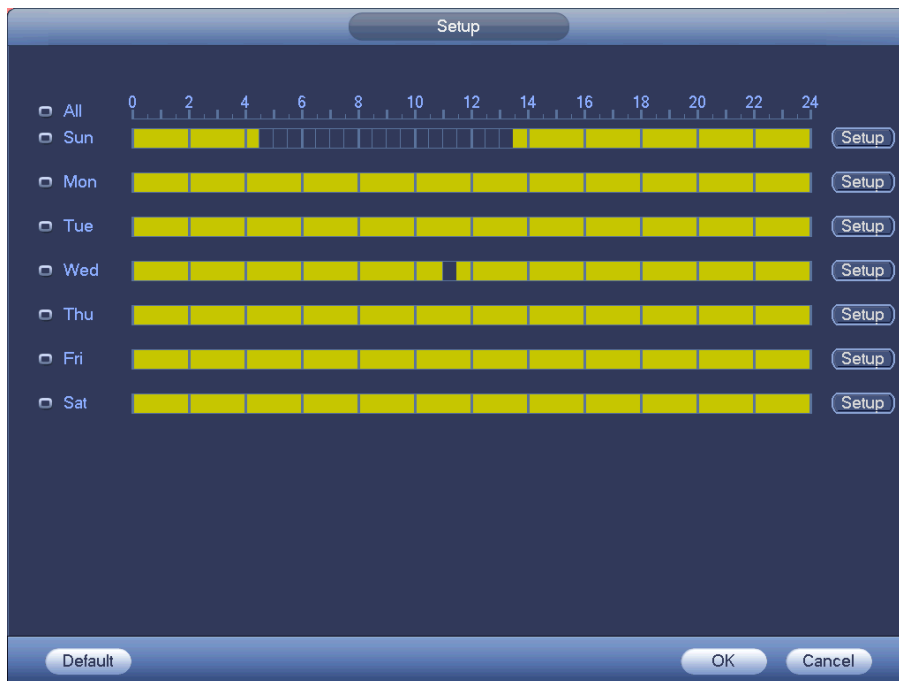 Setup
All 0 2 4 6 8 10 12 14 16 18 20 22 24
Sun Setup
Mon Setup
Tue Setup
Wed Setup
Thu Setup
Fri Setup
Sat Setup
Default OK Cancel